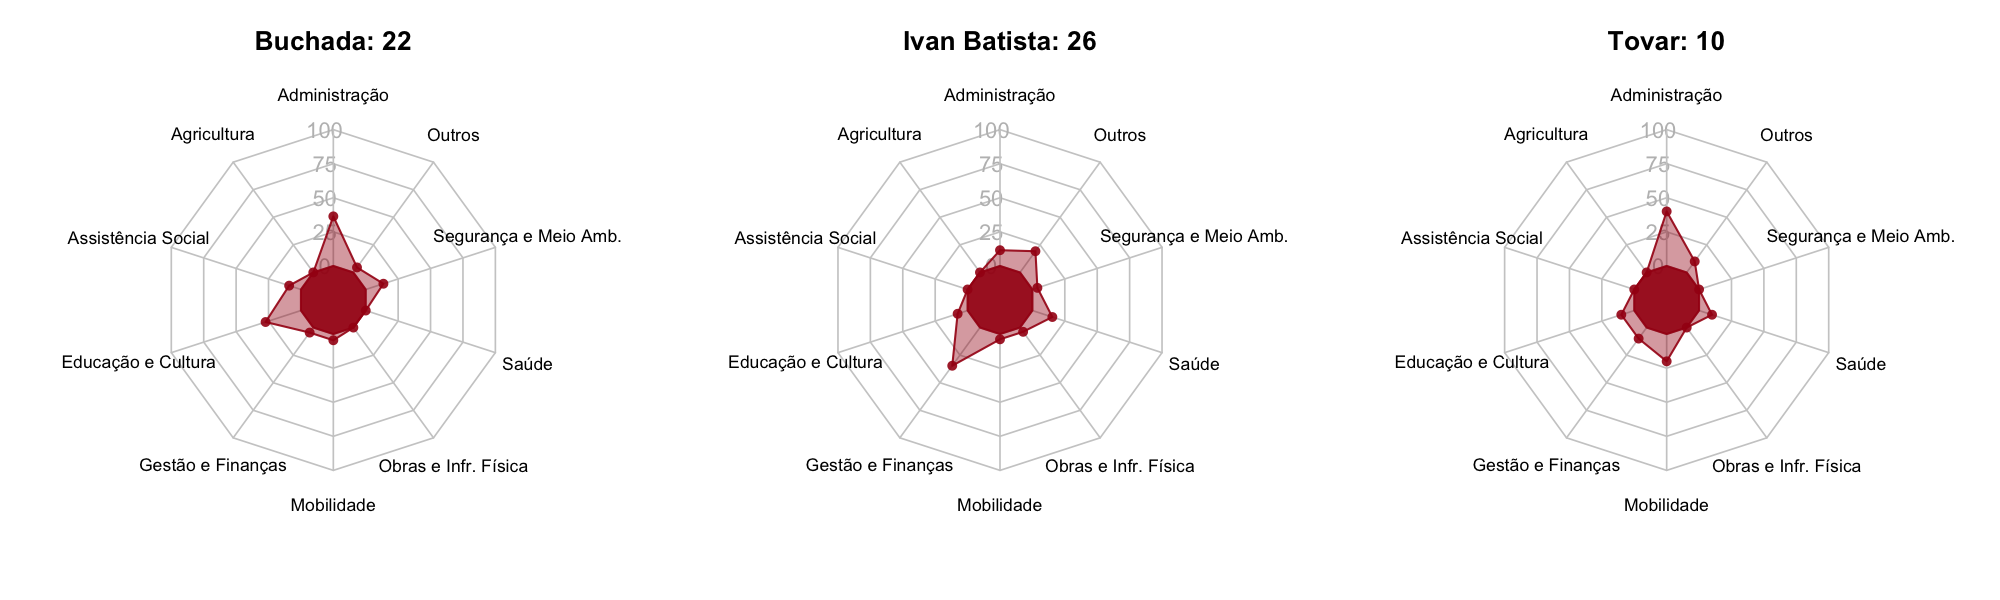 Buchada: 22
Administração
100
Agricultura
Outros
75
50
Assistência Social
25
Segurança e Meio Amb.
0
Educação e Cultura
Saúde
Gestão e Finanças
Obras e Infr. Física
Mobilidade
Ivan Batista: 26
Administração
100
Agricultura
Outros
75
50
Assistência Social
25
Segurança e Meio Amb.
0
Educação e Cultura
Saúde
Gestão e Finanças
Obras e Infr. Física
Mobilidade
Tovar: 10
Administração
100
Agricultura
Outros
75
50
Assistência Social
25
Segurança e Meio Amb.
0
Educação e Cultura
Saúde
Gestão e Finanças
Obras e Infr. Física
Mobilidade